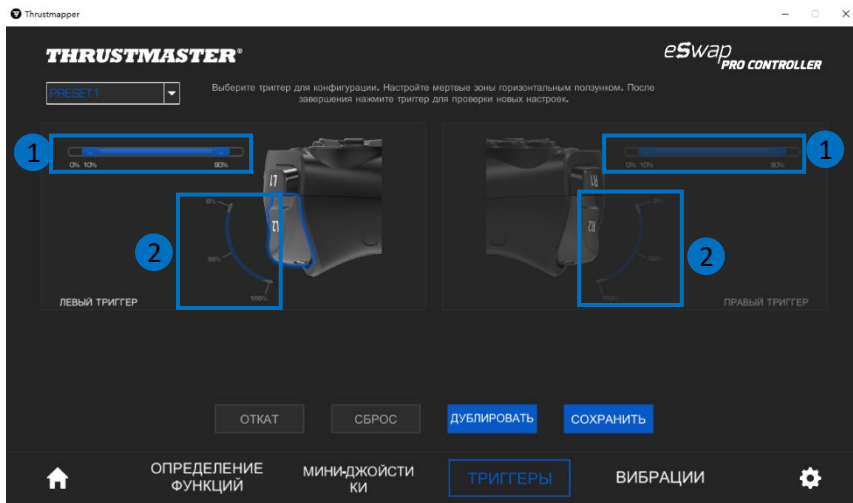 Thrustmapper
THRUSTMASTER®
eSwap
PRO CONTROLLER
PRESET1
Выберите триггер для конфигурации. Настройте мертвые зоны горизонтальным ползунком. После
завершения нажмите триггер для проверки новых настроек.
1
0% 10% 90%
L1
L2
0%
50%
100%
2
ЛЕВЫЙ ТРИГГЕР
1
0% 10% 90%
R1
R2
0%
50%
100%
2
ПРАВЫЙ ТРИГГЕР
ОТКАТ
СБРОС
ДУБЛИРОВАТЬ
СОХРАНИТЬ
ОПРЕДЕЛЕНИЕ
ФУНКЦИЙ
МИНИ-ДЖОЙСТИ
КИ
ТРИГГЕРЫ
ВИБРАЦИИ